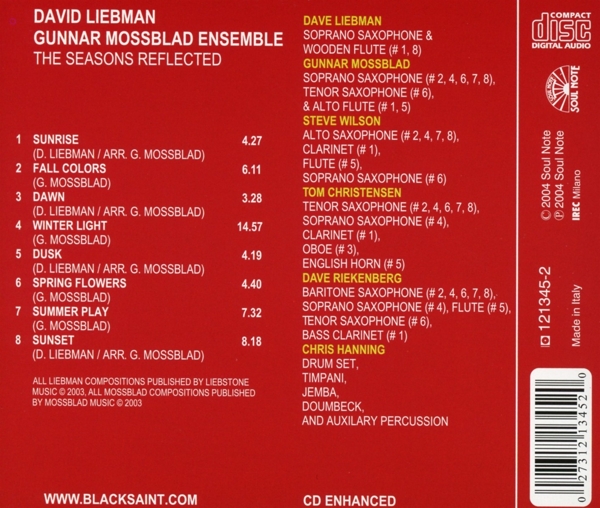 DAVID LIEBMAN
GUNNAR MOSSBLAD ENSEMBLE
THE SEASONS REFLECTED
1 SUNRISE 4.27
(D. LIEBMAN / ARR. G. MOSSBLAD)
2 FALL COLORS 6.11
(G. MOSSBLAD)
3 DAWN 3.28
(D. LIEBMAN / ARR. G. MOSSBLAD)
4 WINTER LIGHT 14.57
(G. MOSSBLAD)
5 DUSK 4.19
(D. LIEBMAN / ARR. G. MOSSBLAD)
6 SPRING FLOWERS 4.40
(G. MOSSBLAD)
7 SUMMER PLAY 7.32
(G. MOSSBLAD)
8 SUNSET 8.18
(D. LIEBMAN / ARR. G. MOSSBLAD)
ALL LIEBMAN COMPOSITIONS PUBLISHED BY LIEBSTONE
MUSIC © 2003, ALL MOSSBLAD COMPOSITIONS PUBLISHED
BY MOSSBLAD MUSIC © 2003
WWW.BLACKSAINT.COM
DAVE LIEBMAN
SOPRANO SAXOPHONE &
WOODEN FLUTE (# 1, 8)
GUNNAR MOSSBLAD
SOPRANO SAXOPHONE (# 2, 4, 6, 7, 8),
TENOR SAXOPHONE (# 6),
& ALTO FLUTE (# 1, 5)
STEVE WILSON
ALTO SAXOPHONE (# 2, 4, 7, 8),
CLARINET (# 1),
FLUTE (# 5),
SOPRANO SAXOPHONE (# 6)
TOM CHRISTENSEN
TENOR SAXOPHONE (# 2, 4, 6, 7, 8),
SOPRANO SAXOPHONE (# 4),
CLARINET (# 1),
OBOE (# 3),
ENGLISH HORN (# 5)
DAVE RIEKENBERG
BARITONE SAXOPHONE (# 2, 4, 6, 7, 8),
SOPRANO SAXOPHONE (# 4), FLUTE (# 5),
TENOR SAXOPHONE (# 6),
BASS CLARINET (# 1)
CHRIS HANNING
DRUM SET,
TIMPANI,
JEMBA,
DOUMBECK,
AND AUXILARY PERCUSSION
CD ENHANCED
COMPACT
disc
DIGITAL AUDIO
SOUL NOTE
© 2004 Soul Note
℗ 2004 Soul Note
IREC Milano
121345-2
Made in Italy
0 27312 13452 0